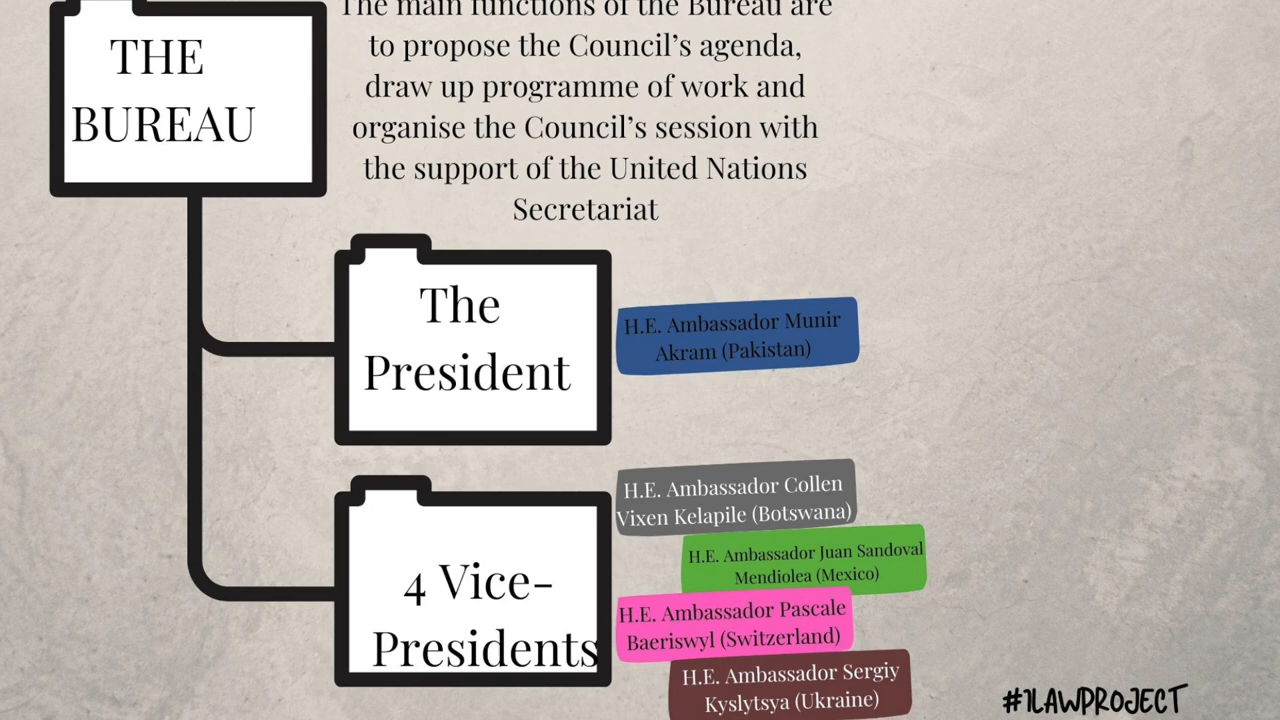 THE
BUREAU
The main functions of the Bureau are
to propose the Council's agenda,
draw up programme of work and
organise the Council's session with
the support of the United Nations
Secretariat
The
President
H.E. Ambassador Munir
Akram (Pakistan)
4 Vice-
Presidents
H.E. Ambassador Collen
Vixen Kelapile (Botswana)
H.E. Ambassador Juan Sandoval
Mendiolea (Mexico)
H.E. Ambassador Pascale
Baeriswyl (Switzerland)
H.E. Ambassador Sergiy
Kyslytsya (Ukraine)
#1LAWPROJECT